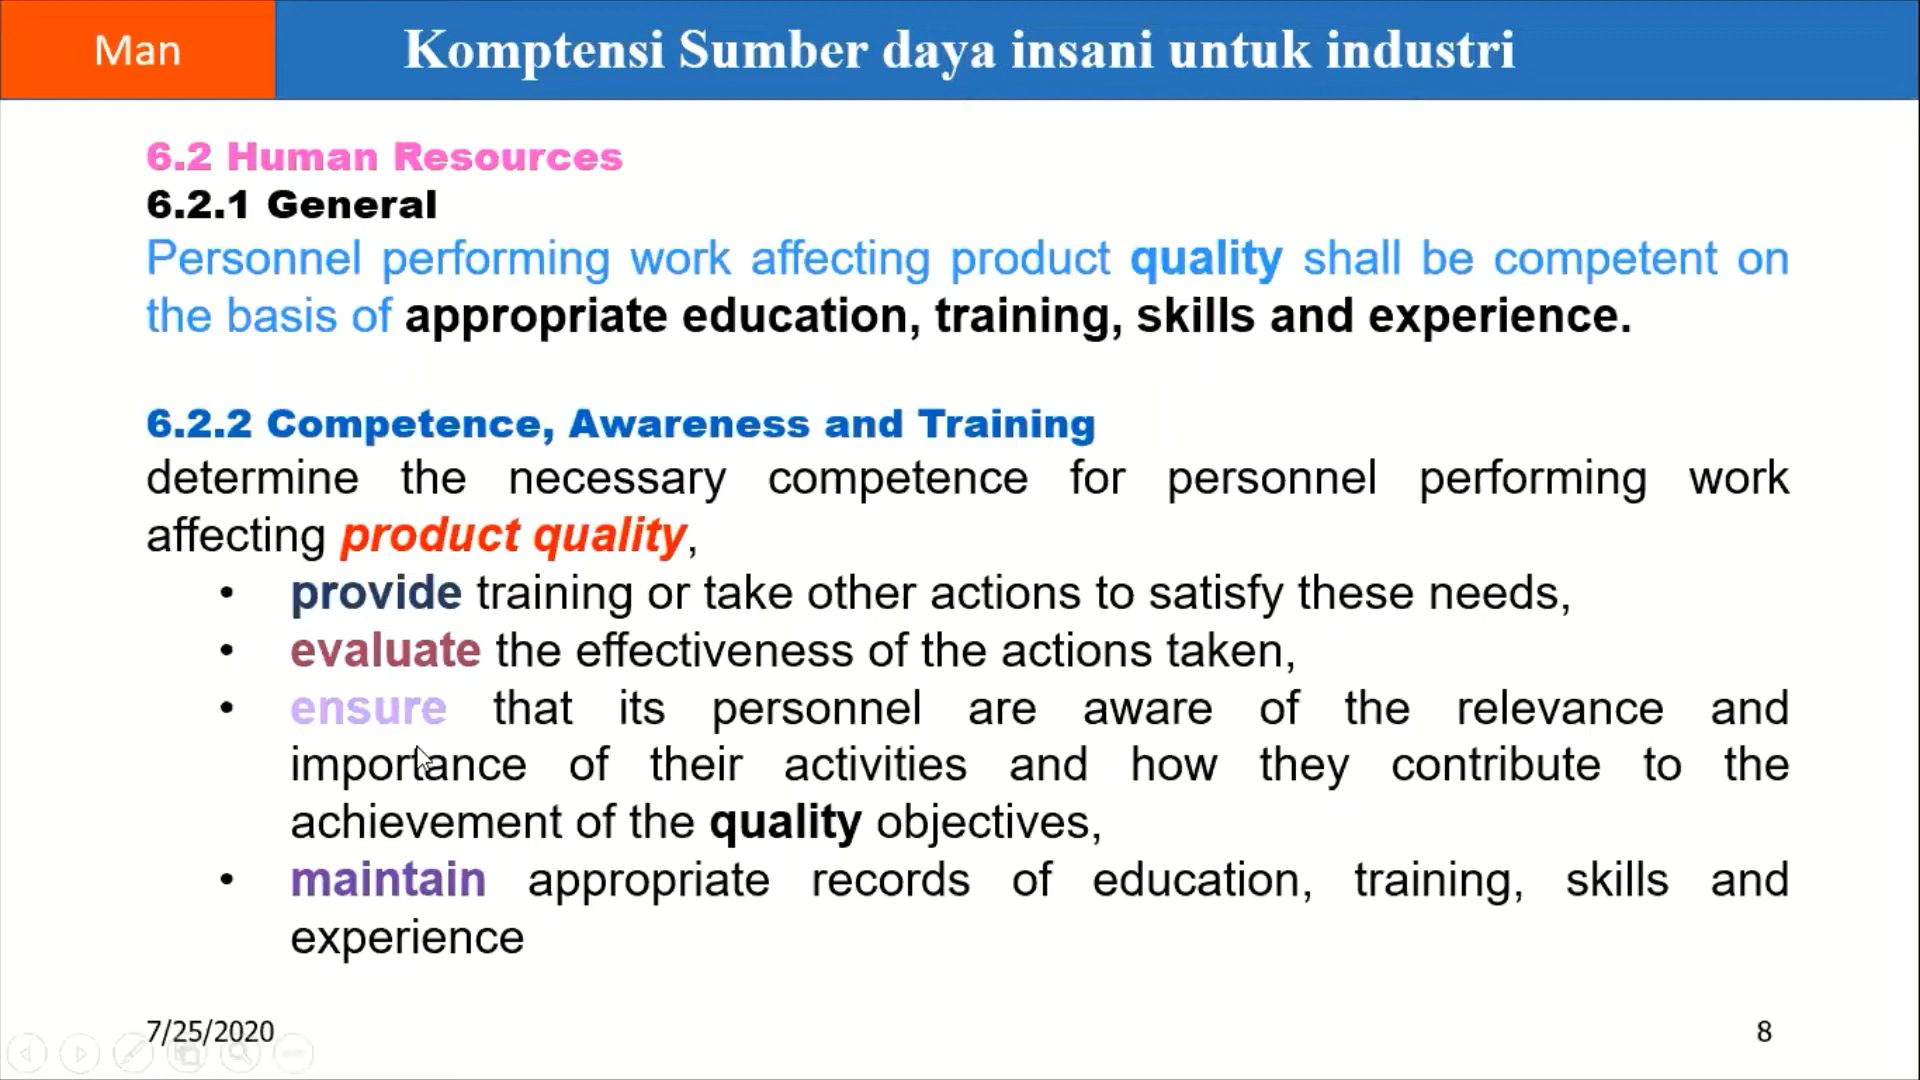 Man
Komptensi Sumber daya insani untuk industri
6.2 Human Resources
6.2.1 General
Personnel performing work affecting product quality shall be competent on
the basis of appropriate education, training, skills and experience.
6.2.2 Competence, Awareness and Training
determine the necessary competence for personnel performing work
affecting product quality,
• provide training or take other actions to satisfy these needs,
• evaluate the effectiveness of the actions taken,
• ensure that its personnel are aware of the relevance and
importance of their activities and how they contribute to the
achievement of the quality objectives,
• maintain appropriate records of education, training, skills and
experience
7/25/2020
8